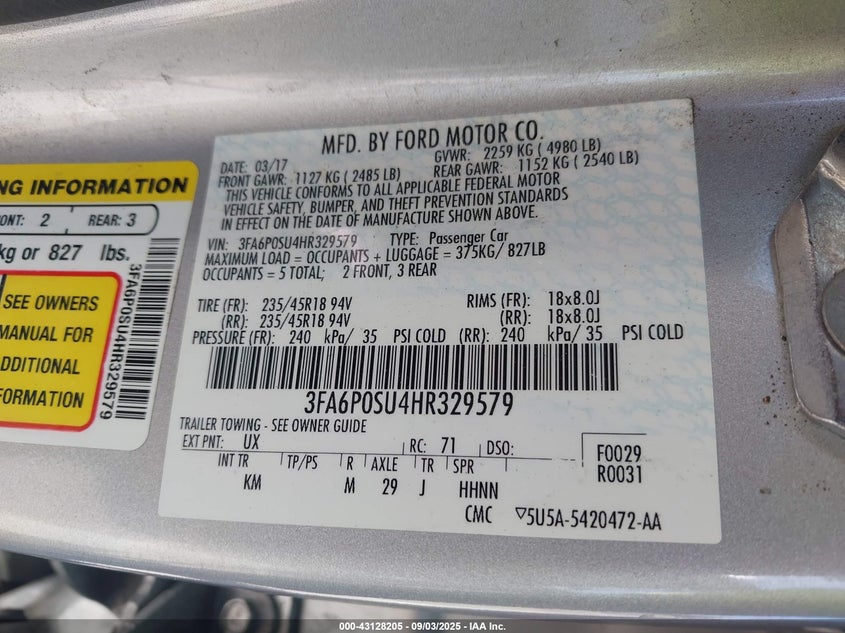 NG INFORMATION
ONT: 2 REAR: 3
kg or 827 lbs.
SEE OWNERS
MANUAL FOR
ADDITIONAL
FORMATION
3FA6P0SU4HR329579
MFD. BY FORD MOTOR CO.
DATE: 03/17 GVWR: 2259 KG ( 4980 LB)
FRONT GAWR: 1127 KG ( 2485 LB) REAR GAWR: 1152 KG ( 2540 LB)
THIS VEHICLE CONFORMS TO ALL APPLICABLE FEDERAL MOTOR
VEHICLE SAFETY, BUMPER, AND THEFT PREVENTION STANDARDS
IN EFFECT ON THE DATE OF MANUFACTURE SHOWN ABOVE.
VIN: 3FA6P0SU4HR329579 TYPE: Passenger Car
MAXIMUM LOAD = OCCUPANTS + LUGGAGE = 375KG/ 827LB
OCCUPANTS = 5 TOTAL; 2 FRONT, 3 REAR
TIRE (FR): 235/45R18 94V RIMS (FR): 18x8.0J
(RR): 235/45R18 94V (RR): 18x8.0J
PRESSURE (FR): 240 kPa/ 35 PSI COLD (RR): 240 kPa/ 35 PSI COLD
3FA6P0SU4HR329579
TRAILER TOWING - SEE OWNER GUIDE
EXT PNT: UX RC: 71 DSO: F0029
R0031
INT TR TP/PS R AXLE TR SPR
KM M 29 J HHNN
CMC ▽5U5A-5420472-AA
000-43128205 - 09/03/2025 - IAA Inc.